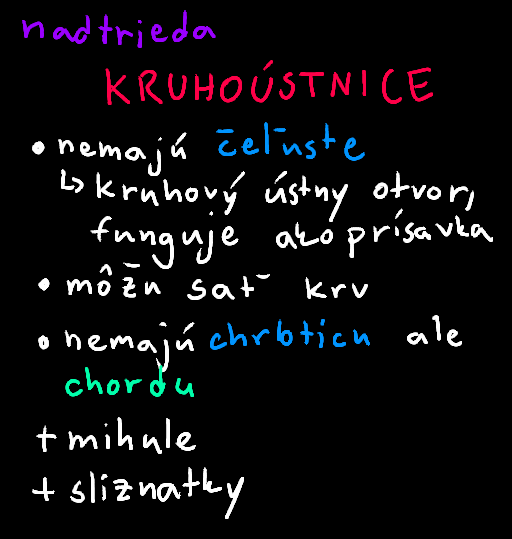 nadtrieda
KRUHOÚSTNICE
• nemajú čeľuste
↳ kruhový ústny otvor,
funguje ako prísavka
• môžu sať krv
• nemajú chrbticu ale
chordu
+ mihule
+ sliznatky